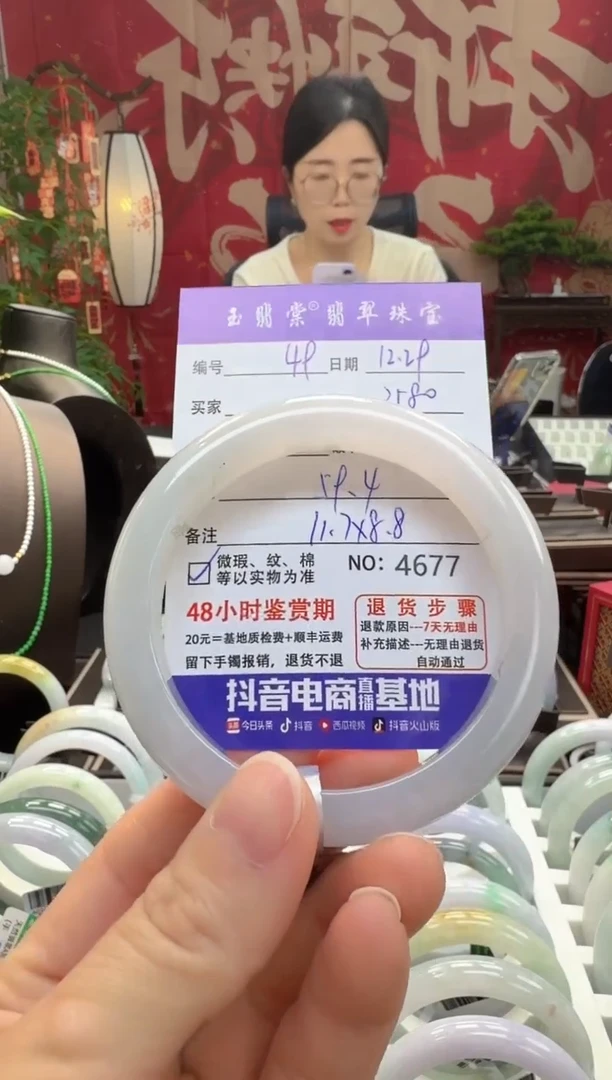 玉翡棠®翡翠珠宝
编号 49 日期 12.29
买家 2580
59.4
11.7X8.8
备注
微瑕、纹、棉
等以实物为准
NO: 4677
48小时鉴赏期
20元=基地质检费+顺丰运费
留下手镯报销，退货不退
退货步骤
退款原因---7天无理由
补充描述---无理由退货
自动通过
抖音电商直播基地
头条 今日头条 抖音 西瓜视频 抖音火山版